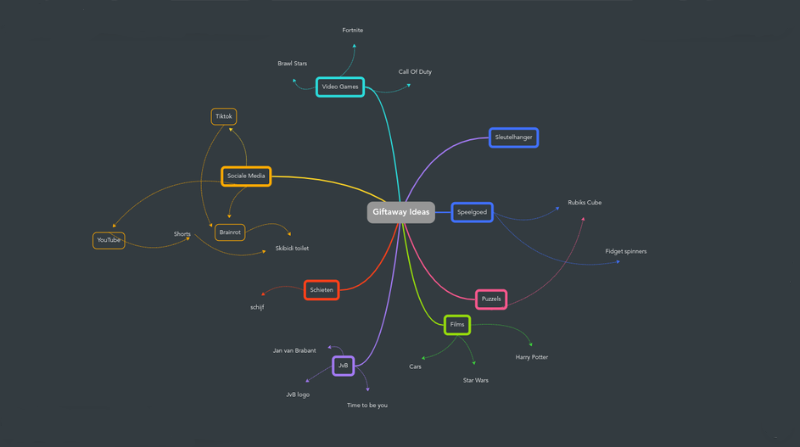 Fortnite
Brawl Stars
Call Of Duty
Video Games
Tiktok
Sleutelhanger
Sociale Media
Rubiks Cube
Giftaway Ideas
Speelgoed
Shorts
Brainrot
YouTube
Skibidi toilet
Fidget spinners
Schieten
Puzzels
schijf
Films
Jan van Brabant
Harry Potter
JvB
Cars
Star Wars
JvB logo
Time to be you